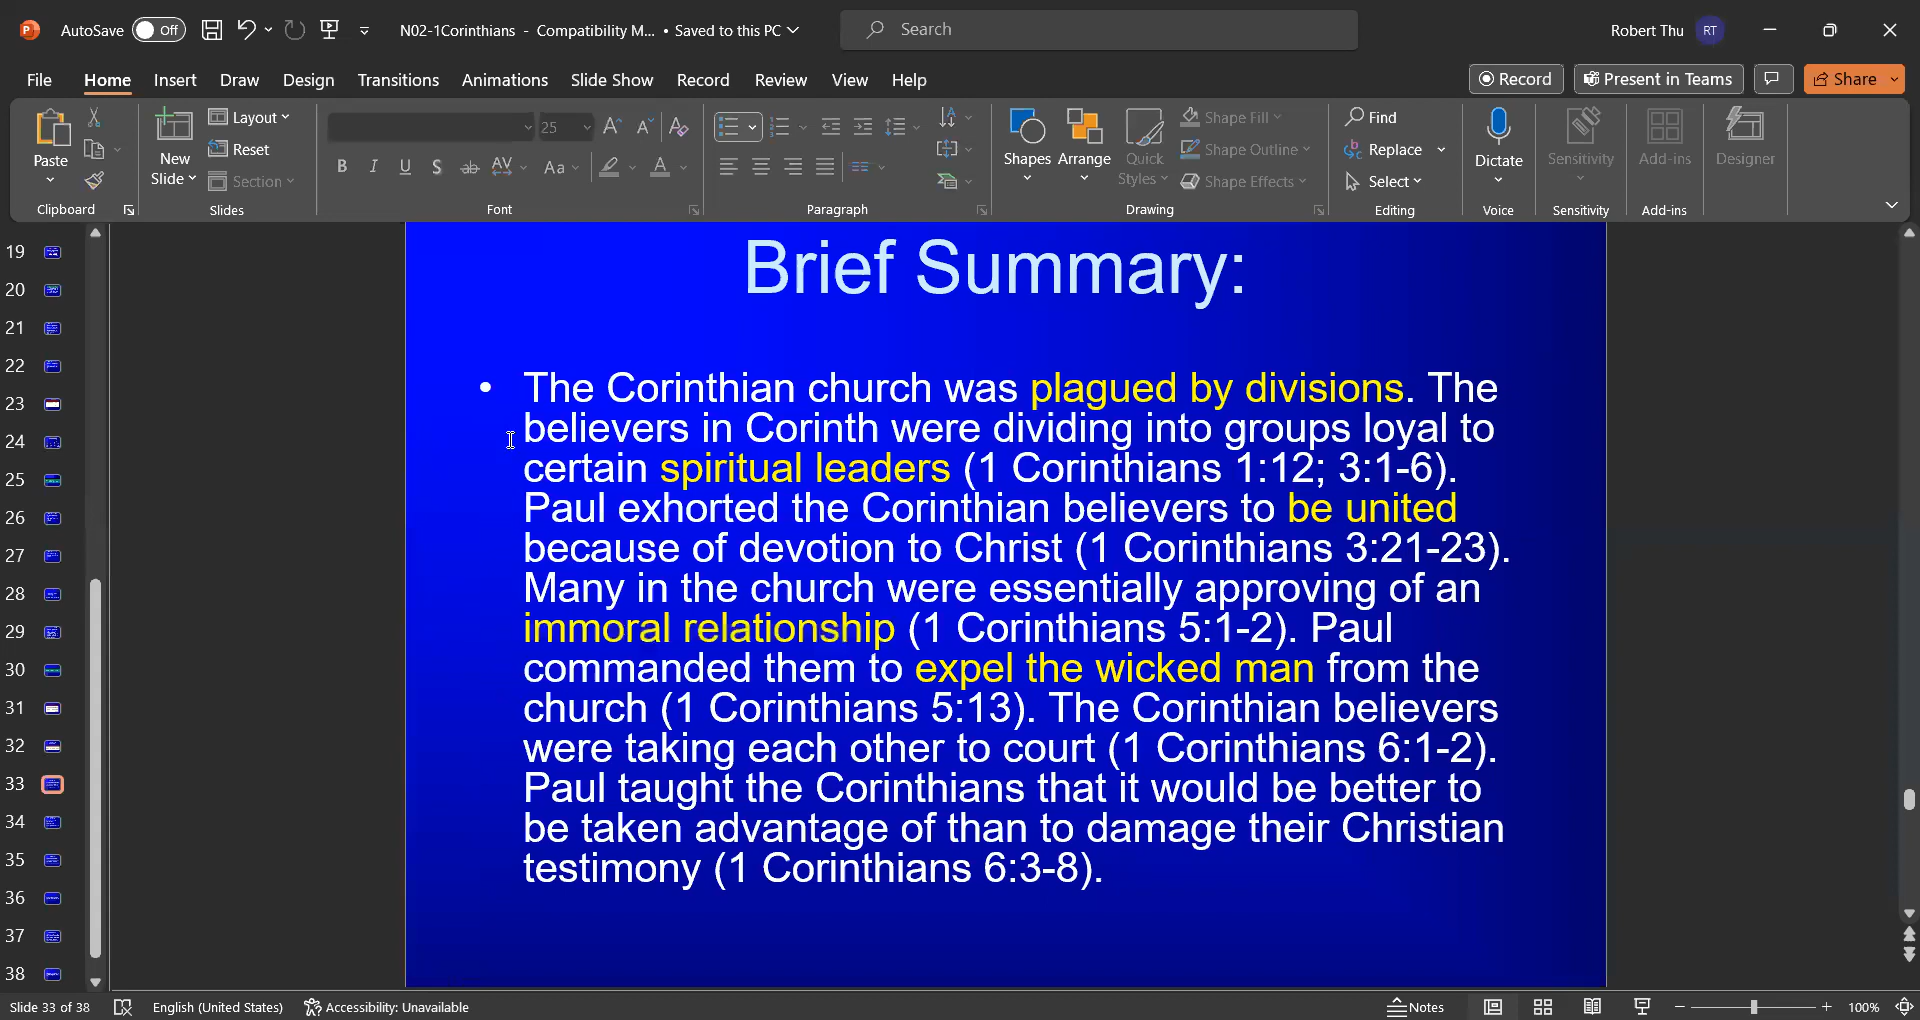 AutoSave Off N02-1Corinthians - Compatibility M... • Saved to this PC Search Robert Thu RT
File Home Insert Draw Design Transitions Animations Slide Show Record Review View Help Record Present in Teams Share
Paste
New Slide
Layout
Reset
Section
25
Shapes
Arrange
Quick Styles
Shape Fill
Shape Outline
Shape Effects
Find
Replace
Select
Dictate
Sensitivity
Add-ins
Designer
Clipboard Slides Font Paragraph Drawing Editing Voice Sensitivity Add-ins
19
20
21
22
23
24
25
26
27
28
29
30
31
32
33
34
35
36
37
38
Brief Summary:
• The Corinthian church was plagued by divisions. The
believers in Corinth were dividing into groups loyal to
certain spiritual leaders (1 Corinthians 1:12; 3:1-6).
Paul exhorted the Corinthian believers to be united
because of devotion to Christ (1 Corinthians 3:21-23).
Many in the church were essentially approving of an
immoral relationship (1 Corinthians 5:1-2). Paul
commanded them to expel the wicked man from the
church (1 Corinthians 5:13). The Corinthian believers
were taking each other to court (1 Corinthians 6:1-2).
Paul taught the Corinthians that it would be better to
be taken advantage of than to damage their Christian
testimony (1 Corinthians 6:3-8).
Slide 33 of 38 English (United States) Accessibility: Unavailable Notes 100%